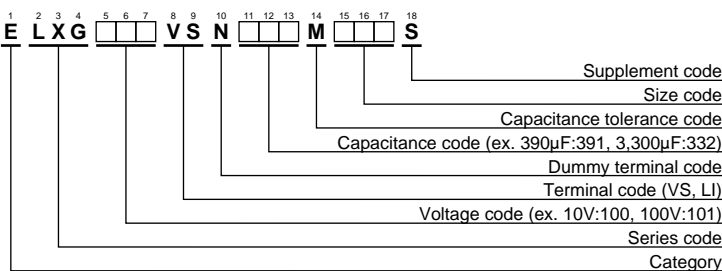 1 2 3 4 5 6 7 8 9 10 11 12 13 14 15 16 17 18
E L X G □□□ V S N □□□ M □□□ S
Supplement code
Size code
Capacitance tolerance code
Capacitance code (ex. 390µF:391, 3,300µF:332)
Dummy terminal code
Terminal code (VS, LI)
Voltage code (ex. 10V:100, 100V:101)
Series code
Category